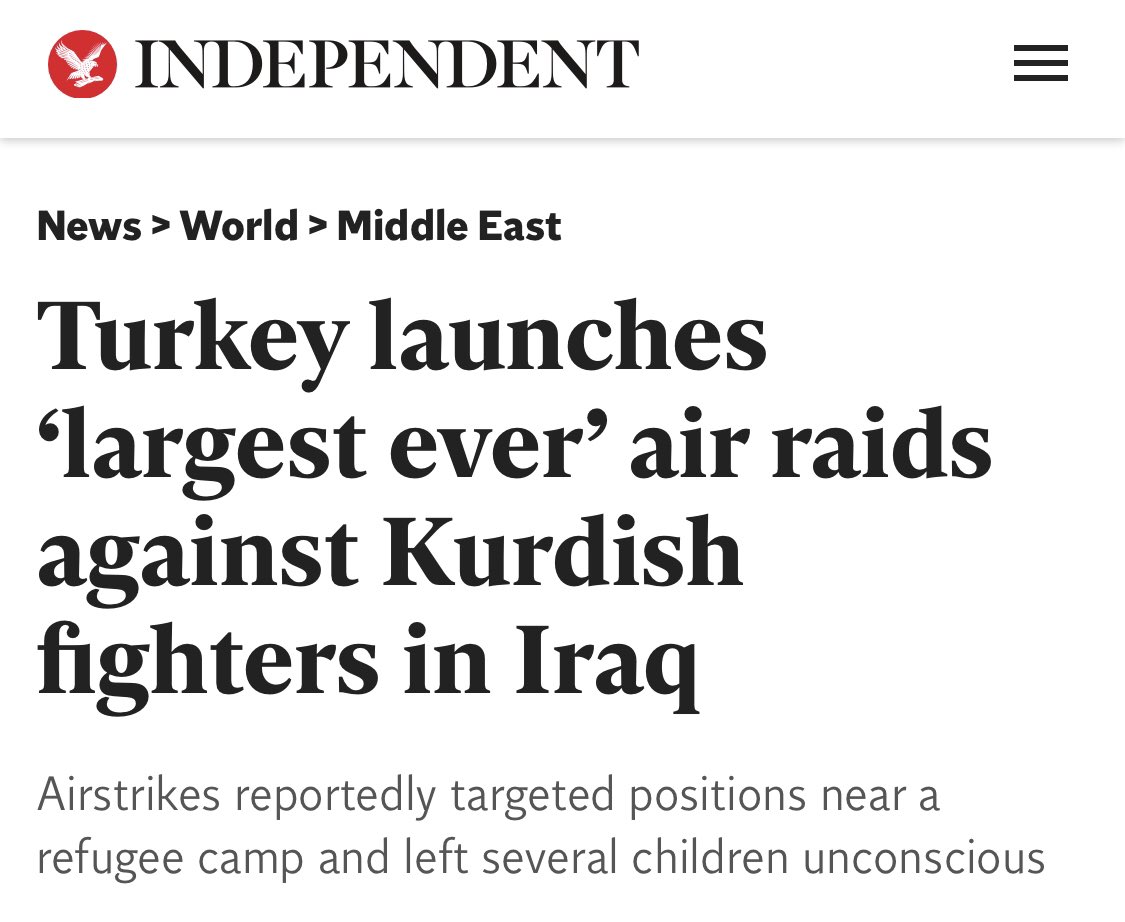 INDEPENDENT
News > World > Middle East
Turkey launches
‘largest ever’ air raids
against Kurdish
fighters in Iraq
Airstrikes reportedly targeted positions near a
refugee camp and left several children unconscious